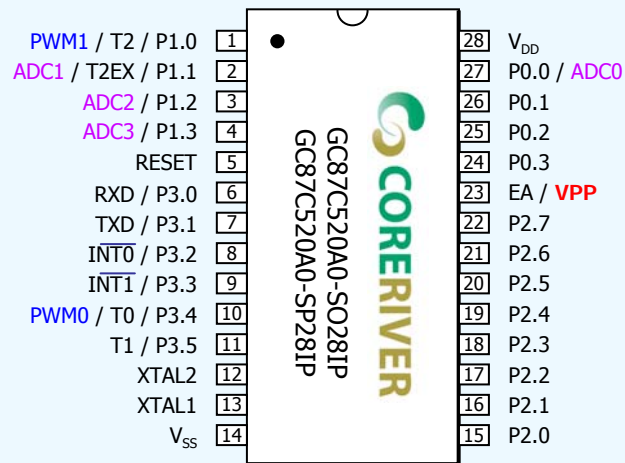 PWM1 / T2 / P1.0 1
ADC1 / T2EX / P1.1 2
ADC2 / P1.2 3
ADC3 / P1.3 4
RESET 5
RXD / P3.0 6
TXD / P3.1 7
INT0 / P3.2 8
INT1 / P3.3 9
PWM0 / T0 / P3.4 10
T1 / P3.5 11
XTAL2 12
XTAL1 13
VSS 14
CORERIVER
GC87C520A0-SO28IP
GC87C520A0-SP28IP
28 VDD
27 P0.0 / ADC0
26 P0.1
25 P0.2
24 P0.3
23 EA / VPP
22 P2.7
21 P2.6
20 P2.5
19 P2.4
18 P2.3
17 P2.2
16 P2.1
15 P2.0